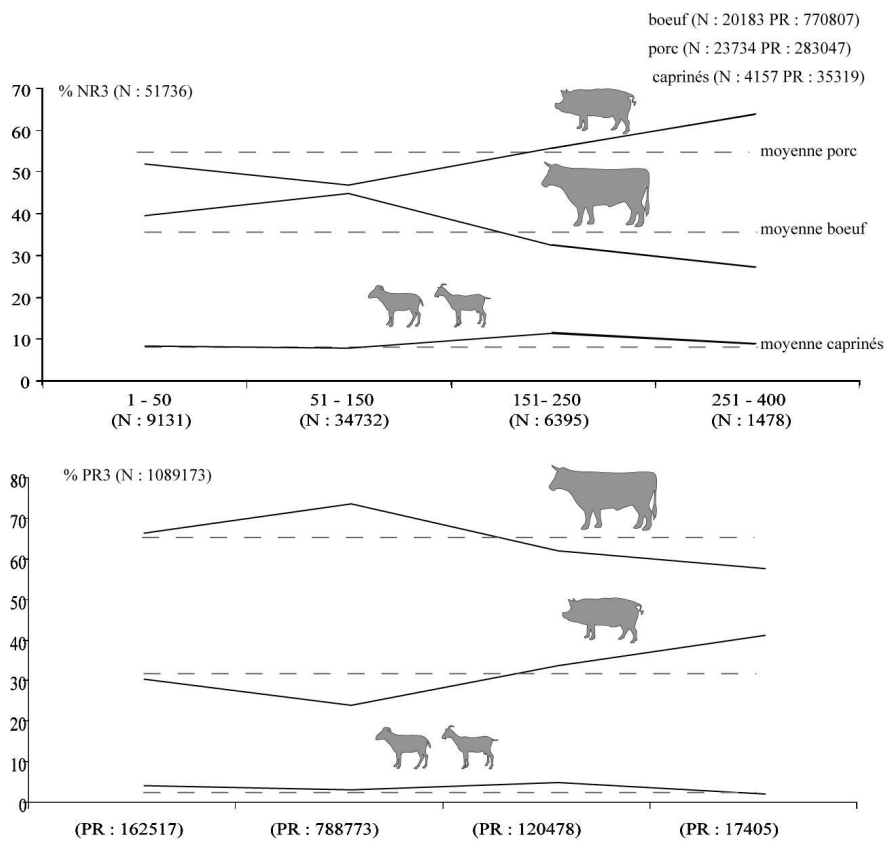 boeuf (N : 20183 PR : 770807)
porc (N : 23734 PR : 283047)
caprinés (N : 4157 PR : 35319)
% NR3 (N : 51736)
70
60
50
40
30
20
10
0
moyenne porc
moyenne boeuf
moyenne caprinés
1 - 50 51 - 150 151- 250 251 - 400
(N : 9131) (N : 34732) (N : 6395) (N : 1478)
% PR3 (N : 1089173)
80
70
60
50
40
30
20
10
0
(PR : 162517) (PR : 788773) (PR : 120478) (PR : 17405)